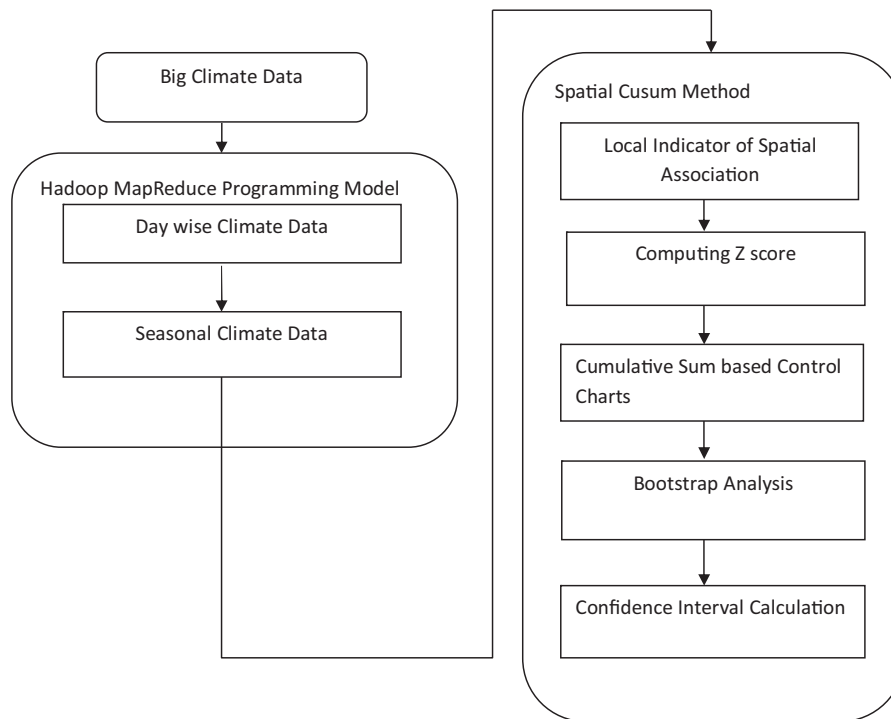 Big Climate Data
Hadoop MapReduce Programming Model
Day wise Climate Data
Seasonal Climate Data
Spatial Cusum Method
Local Indicator of Spatial
Association
Computing Z score
Cumulative Sum based Control
Charts
Bootstrap Analysis
Confidence Interval Calculation